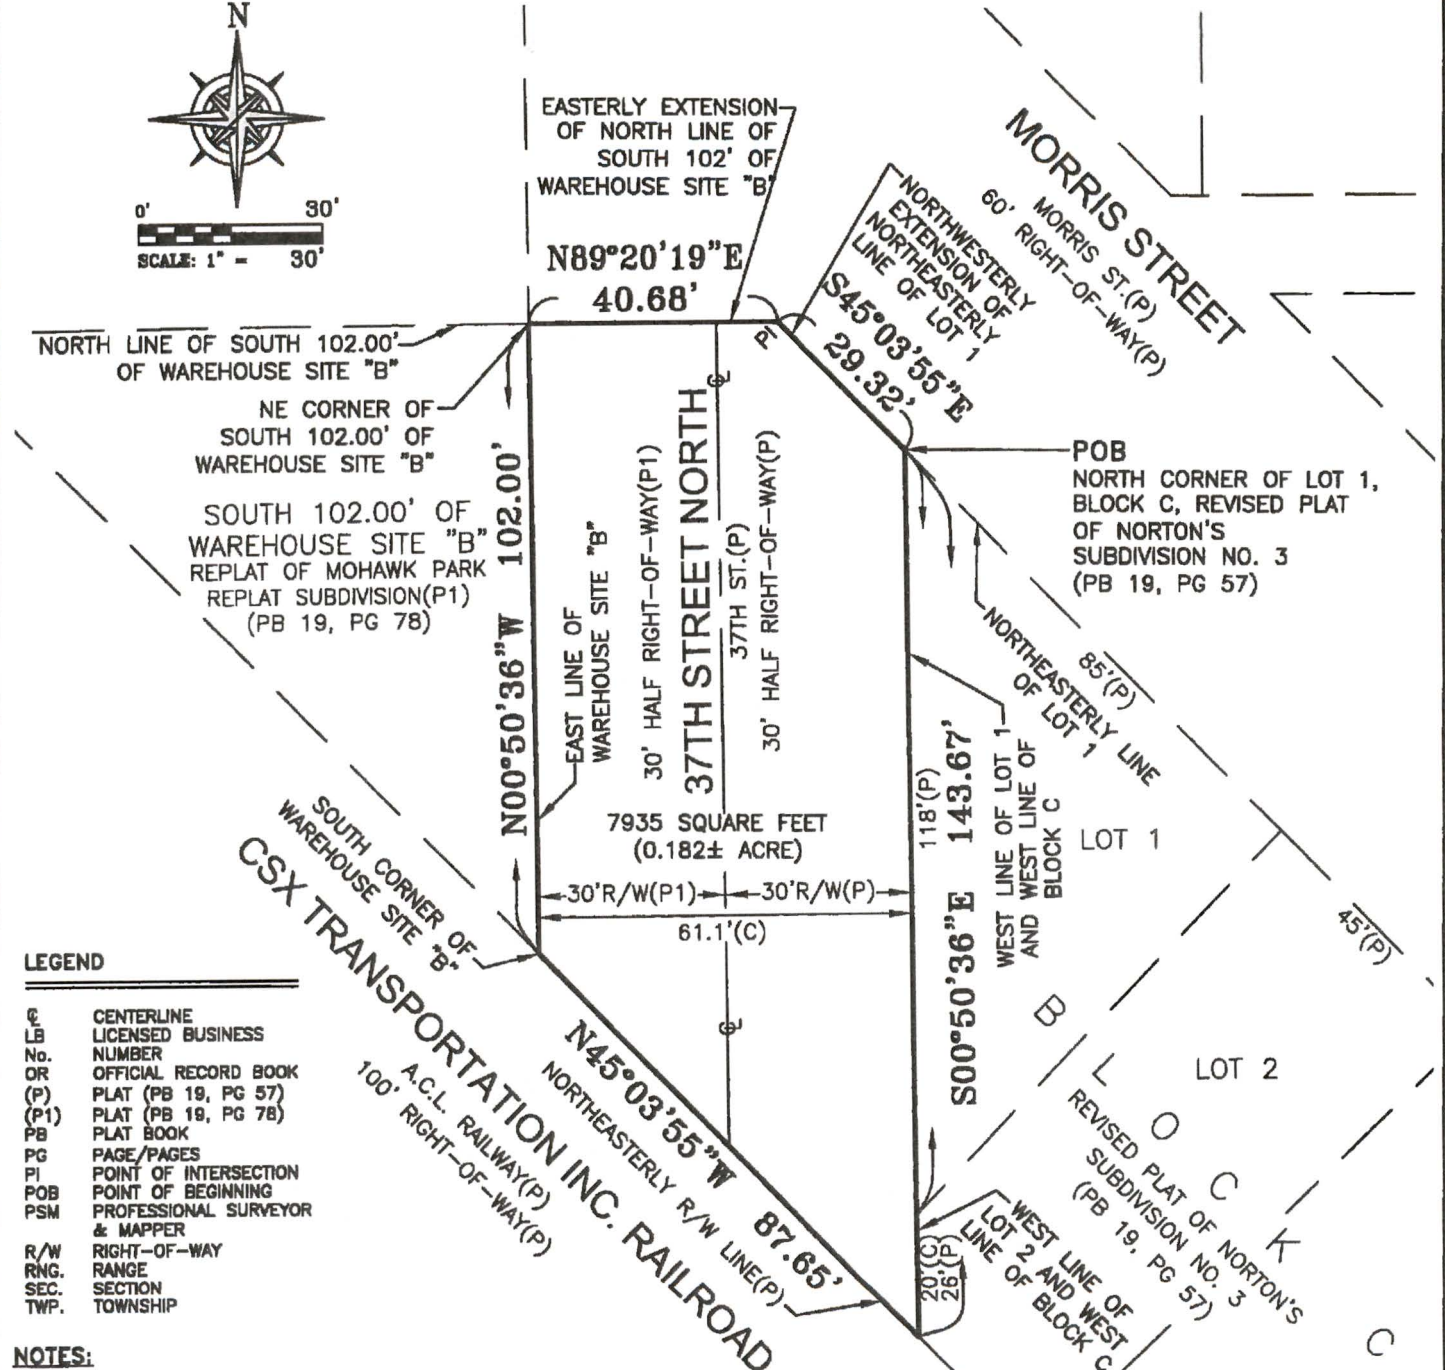 N
0' 30'
SCALE: 1" = 30'
EASTERLY EXTENSION
OF NORTH LINE OF
SOUTH 102' OF
WAREHOUSE SITE "B"
N89°20'19"E
40.68'
NORTHWESTERLY
EXTENSION OF
NORTHEASTERLY
LINE OF LOT 1
S45°03'55"E
29.32'
PI
MORRIS STREET
MORRIS ST.(P)
60' RIGHT-OF-WAY(P)
NORTH LINE OF SOUTH 102.00'
OF WAREHOUSE SITE "B"
NE CORNER OF
SOUTH 102.00' OF
WAREHOUSE SITE "B"
SOUTH 102.00' OF
WAREHOUSE SITE "B"
REPLAT OF MOHAWK PARK
REPLAT SUBDIVISION(P1)
(PB 19, PG 78)
N00°50'36"W 102.00'
EAST LINE OF
WAREHOUSE SITE "B"
30' HALF RIGHT-OF-WAY(P1)
37TH STREET NORTH
37TH ST.(P)
30' HALF RIGHT-OF-WAY(P)
℄
POB
NORTH CORNER OF LOT 1,
BLOCK C, REVISED PLAT
OF NORTON'S
SUBDIVISION NO. 3
(PB 19, PG 57)
NORTHEASTERLY LINE
OF LOT 1
85'(P)
118'(P)
S00°50'36"E 143.67'
WEST LINE OF LOT 1
AND WEST LINE OF
BLOCK C
LOT 1
45'(P)
7935 SQUARE FEET
(0.182± ACRE)
30'R/W(P1) 30'R/W(P)
61.1'(C)
℄
SOUTH CORNER OF
WAREHOUSE SITE "B"
CSX TRANSPORTATION INC. RAILROAD
A.C.L. RAILWAY(P)
100' RIGHT-OF-WAY(P)
N45°03'55"W 87.65'
NORTHEASTERLY R/W LINE(P)
20'(C)
26'(P)
WEST LINE OF
LOT 2 AND WEST
LINE OF BLOCK C
LOT 2
BLOCK C
REVISED PLAT OF NORTON'S
SUBDIVISION NO. 3
(PB 19, PG 57)
LEGEND
℄ CENTERLINE
LB LICENSED BUSINESS
No. NUMBER
OR OFFICIAL RECORD BOOK
(P) PLAT (PB 19, PG 57)
(P1) PLAT (PB 19, PG 78)
PB PLAT BOOK
PG PAGE/PAGES
PI POINT OF INTERSECTION
POB POINT OF BEGINNING
PSM PROFESSIONAL SURVEYOR
& MAPPER
R/W RIGHT-OF-WAY
RNG. RANGE
SEC. SECTION
TWP. TOWNSHIP
NOTES: